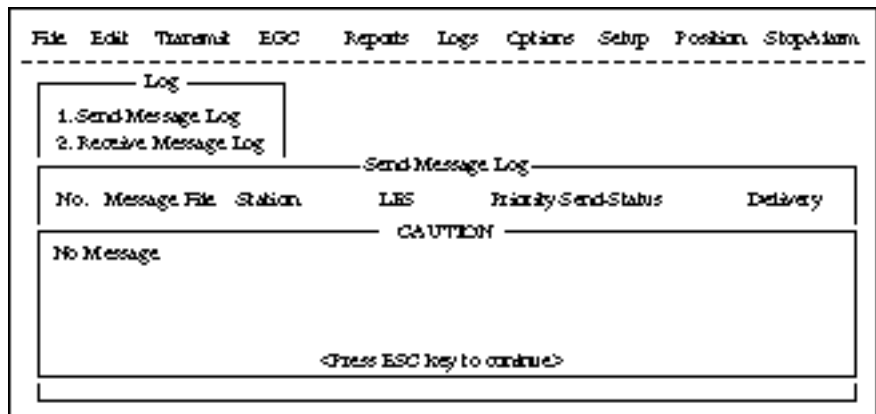 File Edit Transmit EGC Reports Logs Options Setup Position StopAlarm
Log
1. Send Message Log
2. Receive Message Log
Send Message Log
No. Message File Station LES Priority Send-Status Delivery
CAUTION
No Message
<Press ESC key to continue>